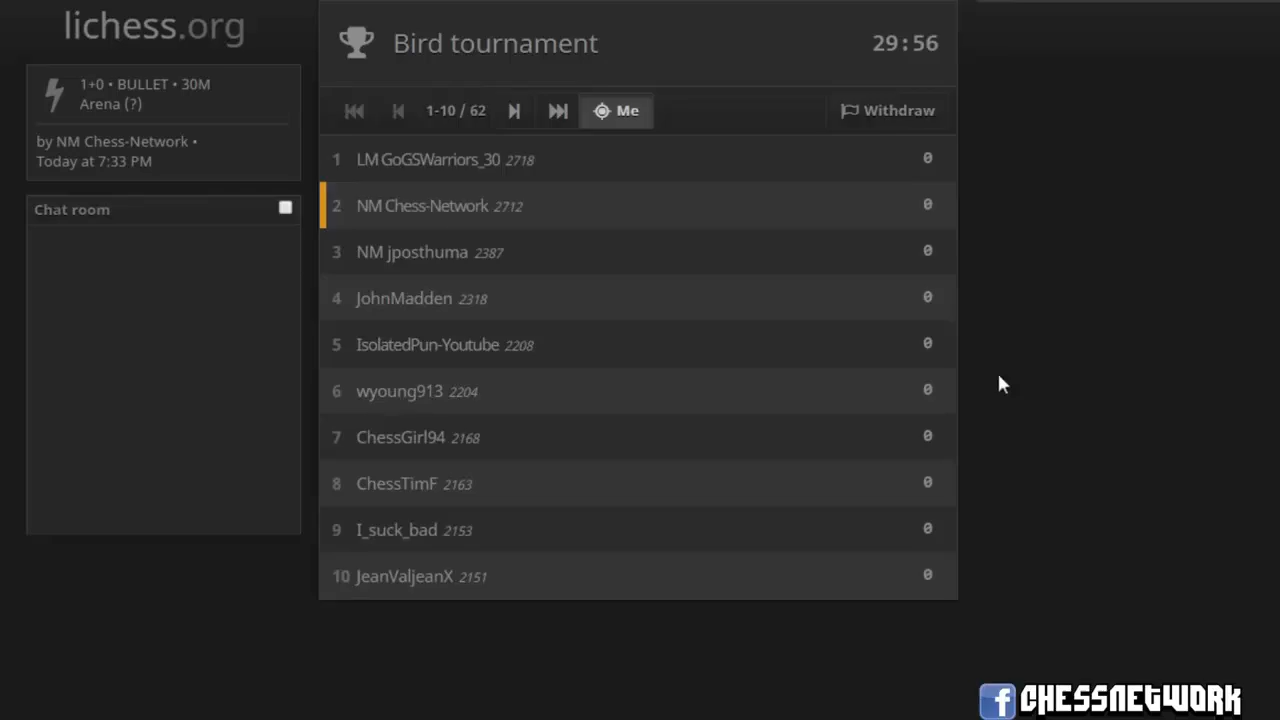 lichess.org
1+0 • BULLET • 30M
Arena (?)
by NM Chess-Network •
Today at 7:33 PM
Chat room
Bird tournament 29:56
1-10 / 62 Me Withdraw
1 LM GoGSWarriors_30 2718 0
2 NM Chess-Network 2712 0
3 NM jposthuma 2387 0
4 JohnMadden 2318 0
5 IsolatedPun-Youtube 2208 0
6 wyoung913 2204 0
7 ChessGirl94 2168 0
8 ChessTimF 2163 0
9 I_suck_bad 2153 0
10 JeanValjeanX 2151 0
f CHESSNETWORK